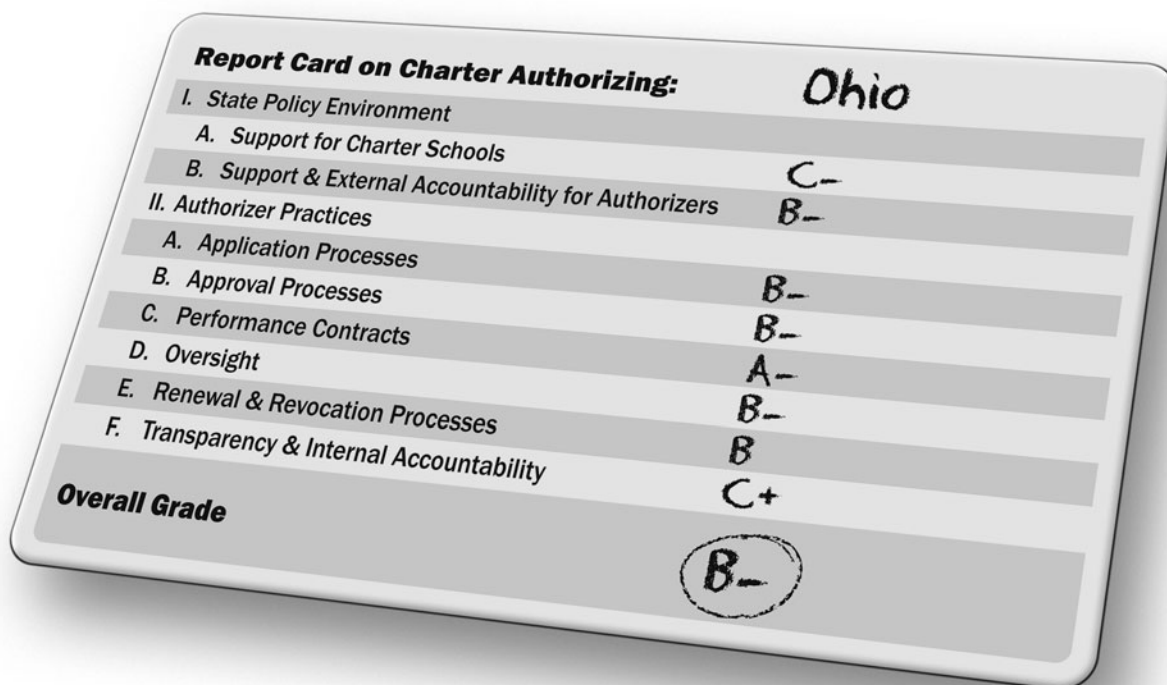 Report Card on Charter Authorizing: Ohio
I. State Policy Environment
A. Support for Charter Schools C-
B. Support & External Accountability for Authorizers B-
II. Authorizer Practices
A. Application Processes B-
B. Approval Processes B-
C. Performance Contracts A-
D. Oversight B-
E. Renewal & Revocation Processes B
F. Transparency & Internal Accountability C+
Overall Grade B-